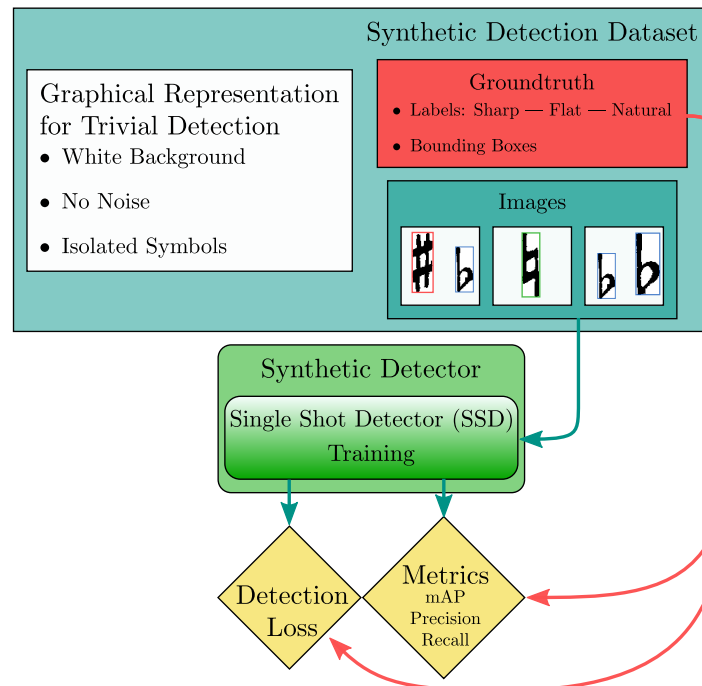 Synthetic Detection Dataset
Graphical Representation
for Trivial Detection
• White Background
• No Noise
• Isolated Symbols
Groundtruth
• Labels: Sharp — Flat — Natural
• Bounding Boxes
Images
Synthetic Detector
Single Shot Detector (SSD)
Training
Detection
Loss
Metrics
mAP
Precision
Recall